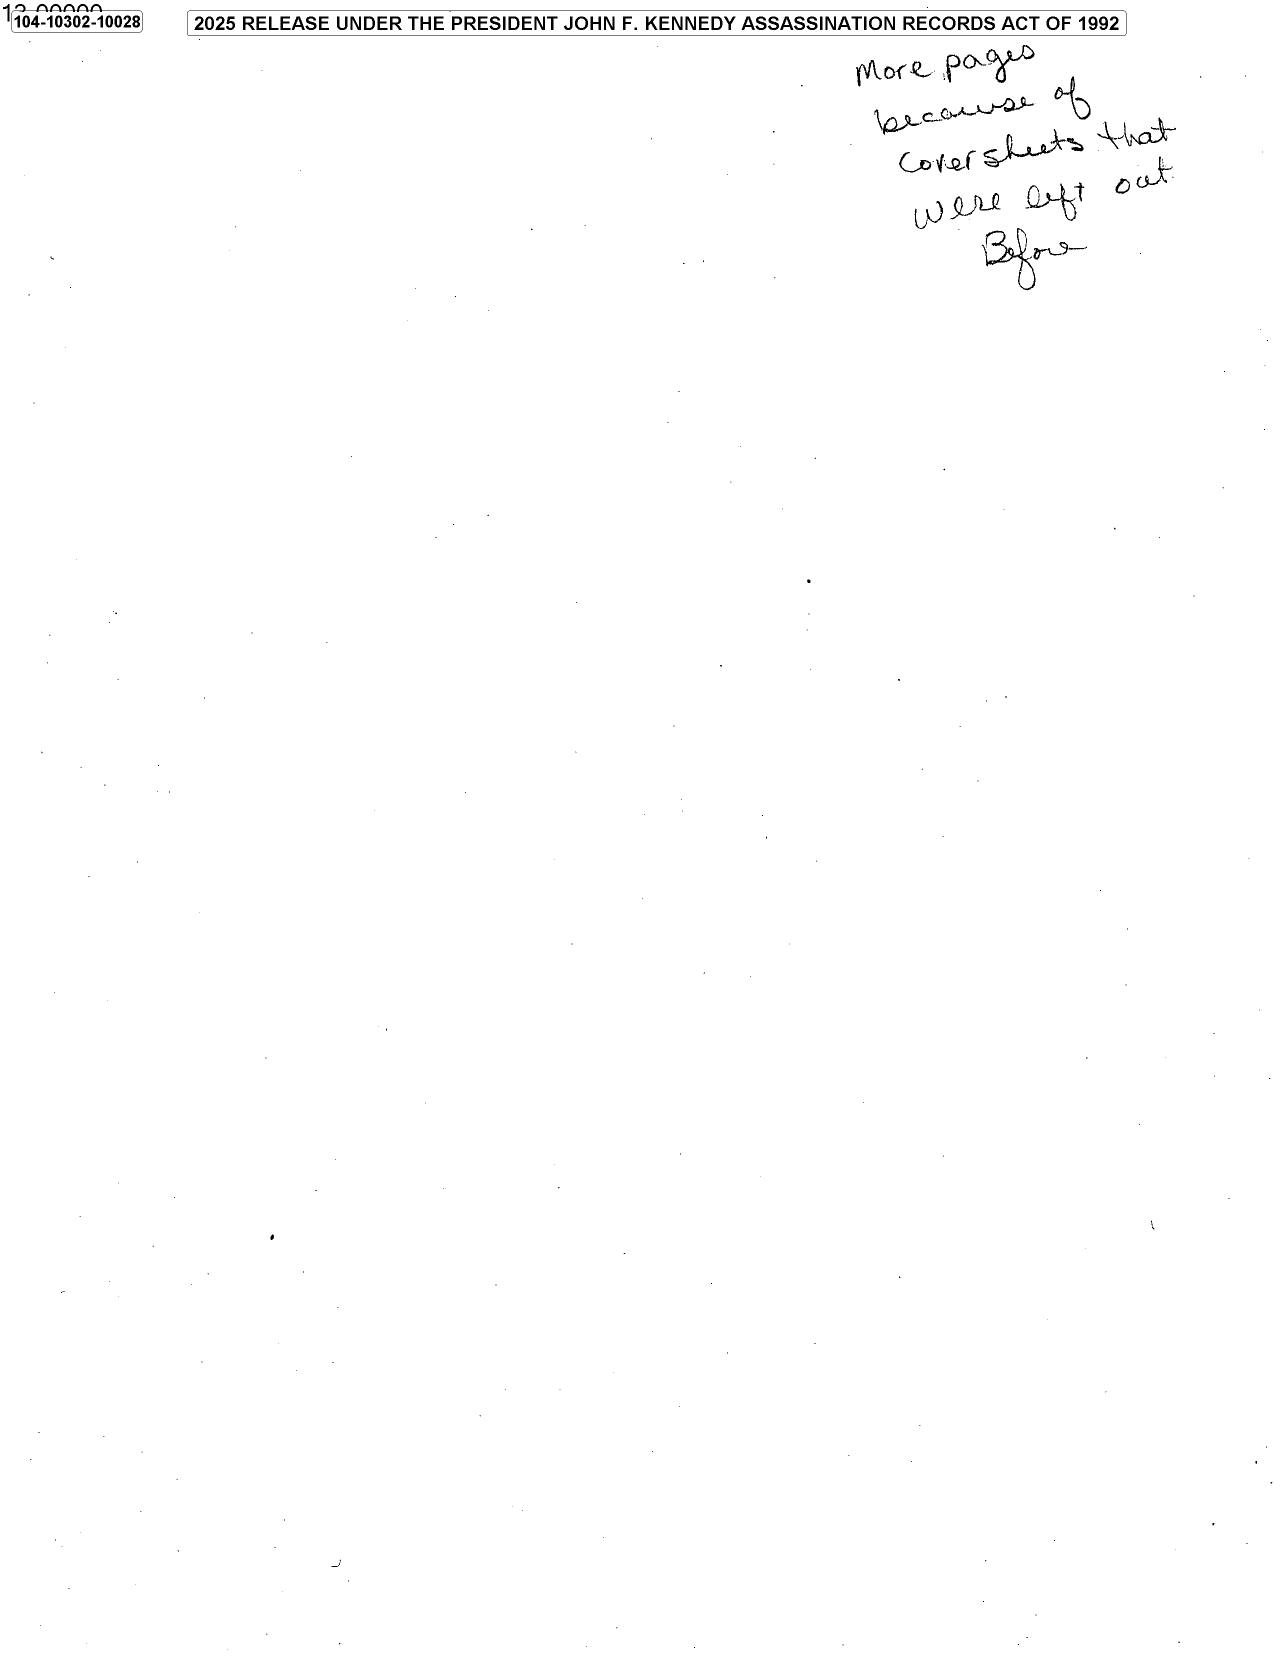 104-10302-10028
2025 RELEASE UNDER THE PRESIDENT JOHN F. KENNEDY ASSASSINATION RECORDS ACT OF 1992
More pages
because of
Coversheets that
were left out
Before